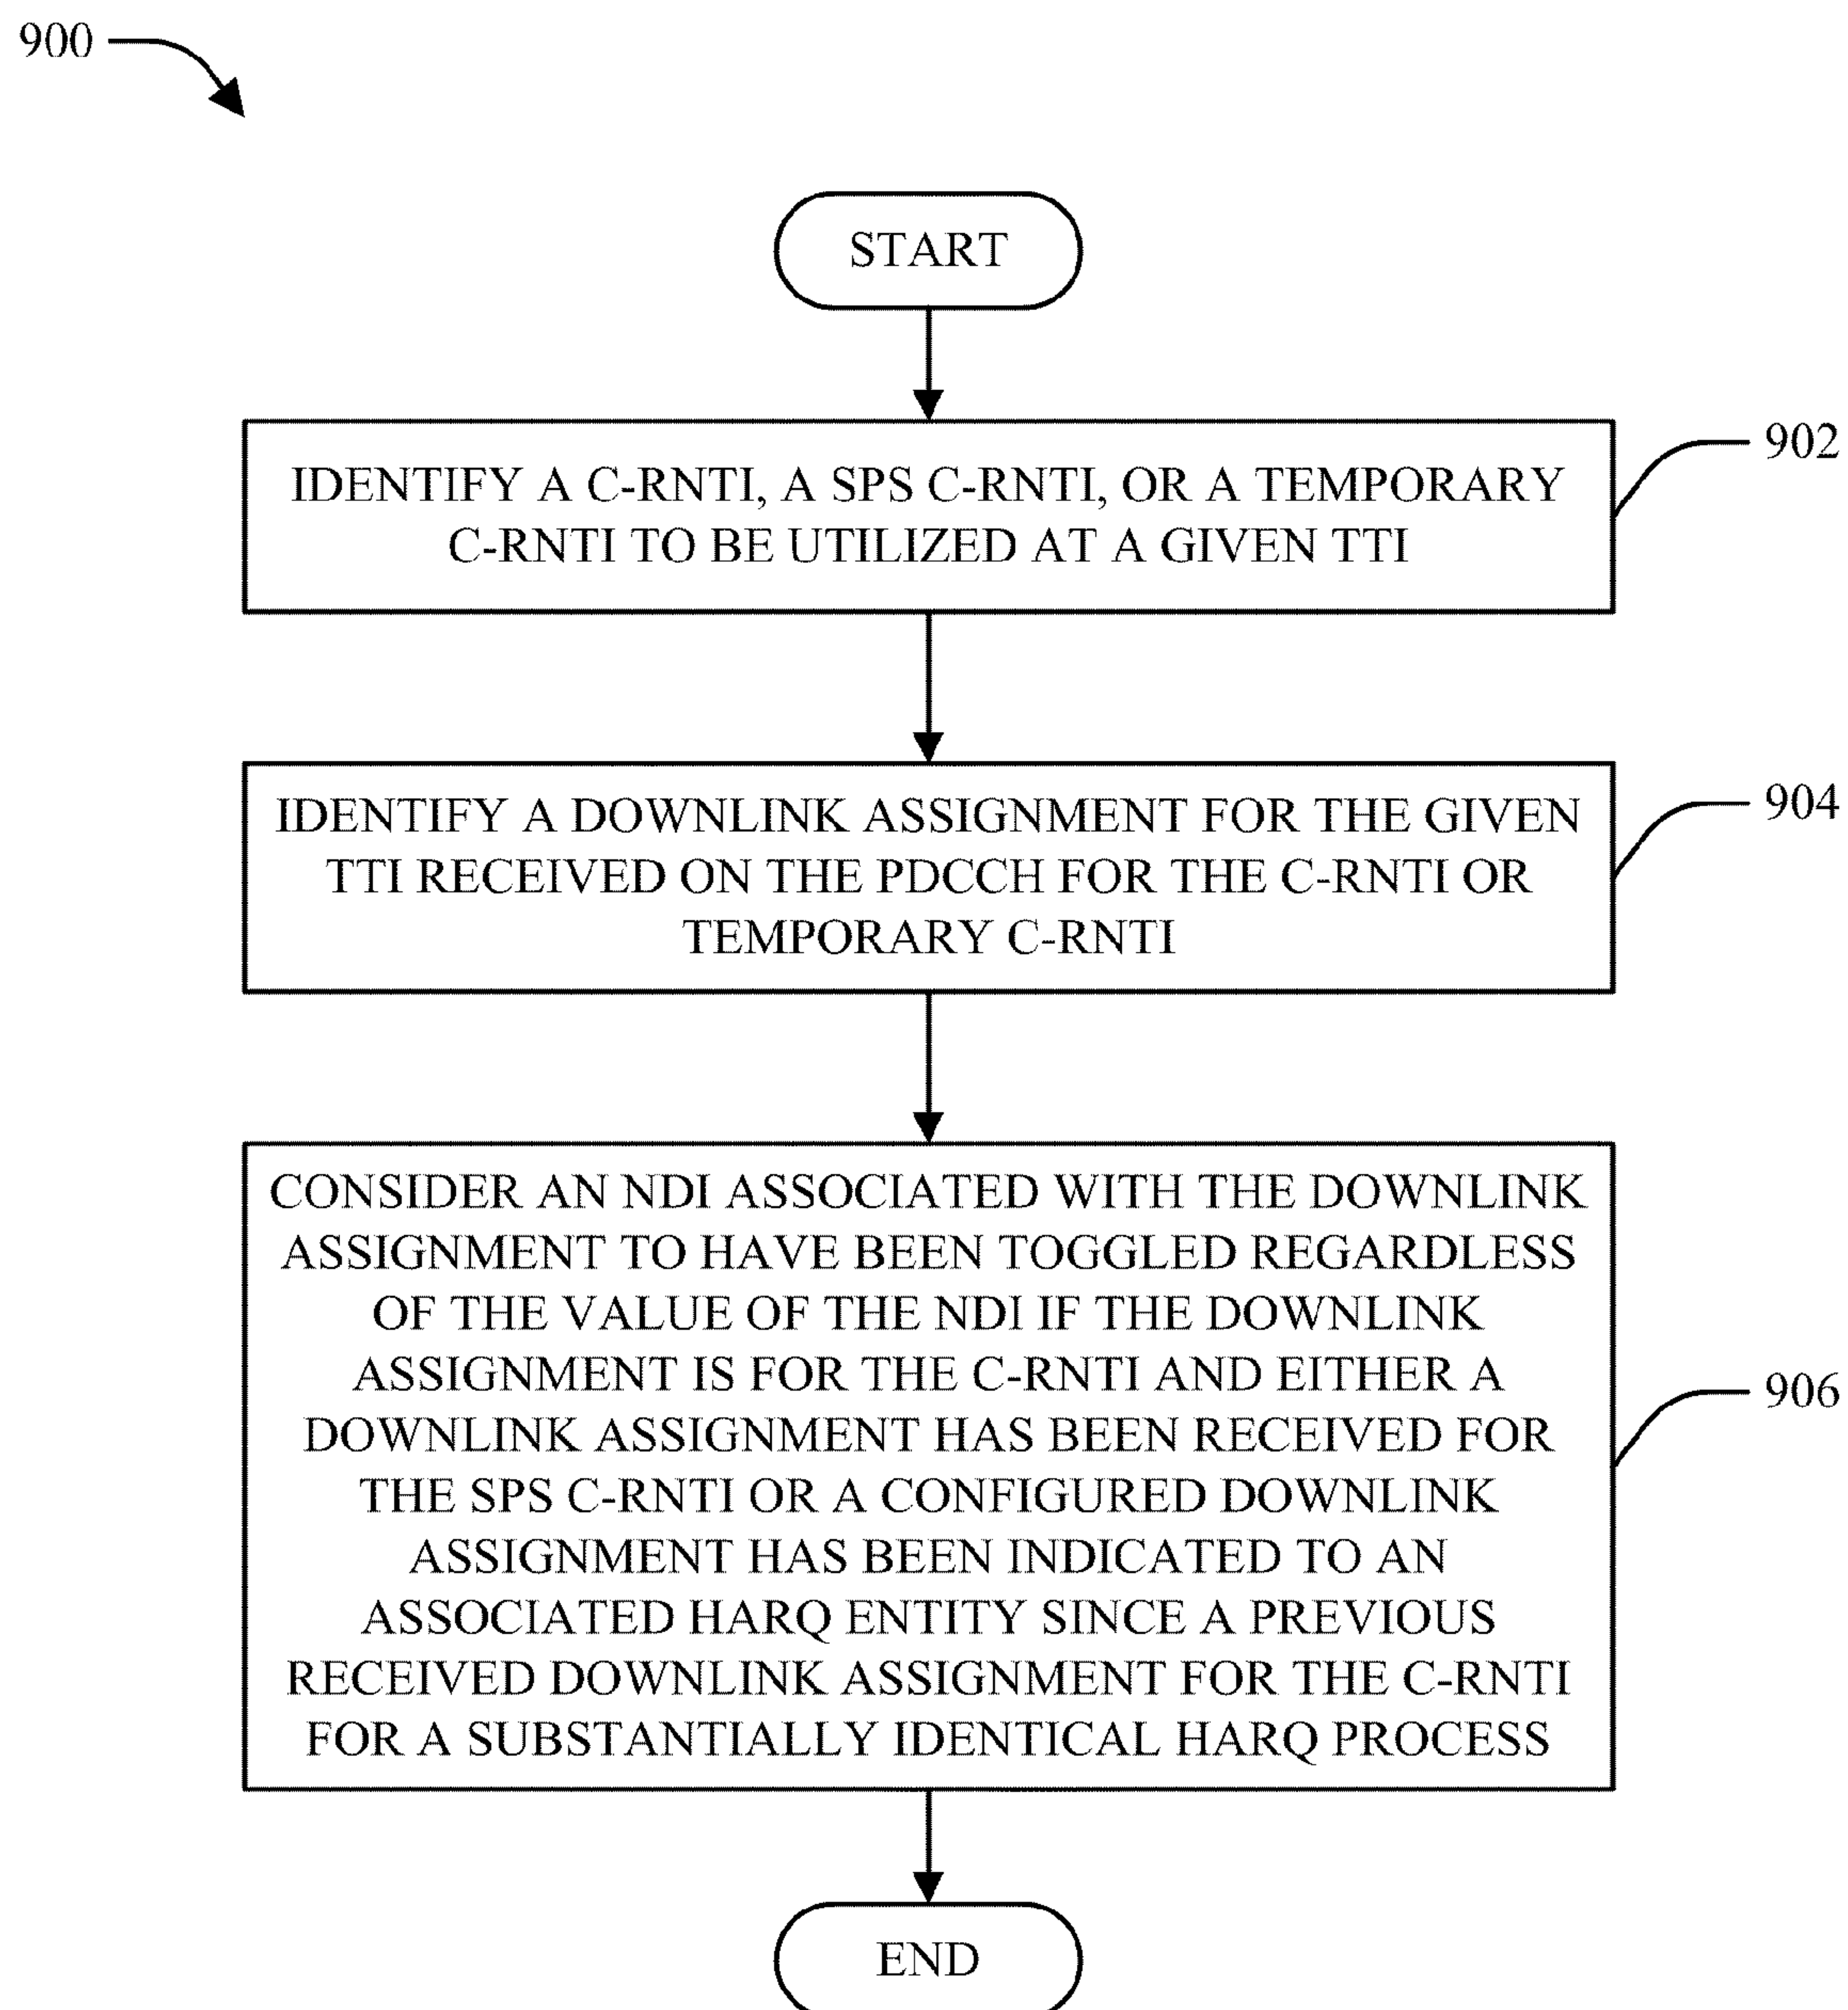 900
START
IDENTIFY A C-RNTI, A SPS C-RNTI, OR A TEMPORARY
C-RNTI TO BE UTILIZED AT A GIVEN TTI
902
IDENTIFY A DOWNLINK ASSIGNMENT FOR THE GIVEN
TTI RECEIVED ON THE PDCCH FOR THE C-RNTI OR
TEMPORARY C-RNTI
904
CONSIDER AN NDI ASSOCIATED WITH THE DOWNLINK
ASSIGNMENT TO HAVE BEEN TOGGLED REGARDLESS
OF THE VALUE OF THE NDI IF THE DOWNLINK
ASSIGNMENT IS FOR THE C-RNTI AND EITHER A
DOWNLINK ASSIGNMENT HAS BEEN RECEIVED FOR
THE SPS C-RNTI OR A CONFIGURED DOWNLINK
ASSIGNMENT HAS BEEN INDICATED TO AN
ASSOCIATED HARQ ENTITY SINCE A PREVIOUS
RECEIVED DOWNLINK ASSIGNMENT FOR THE C-RNTI
FOR A SUBSTANTIALLY IDENTICAL HARQ PROCESS
906
END